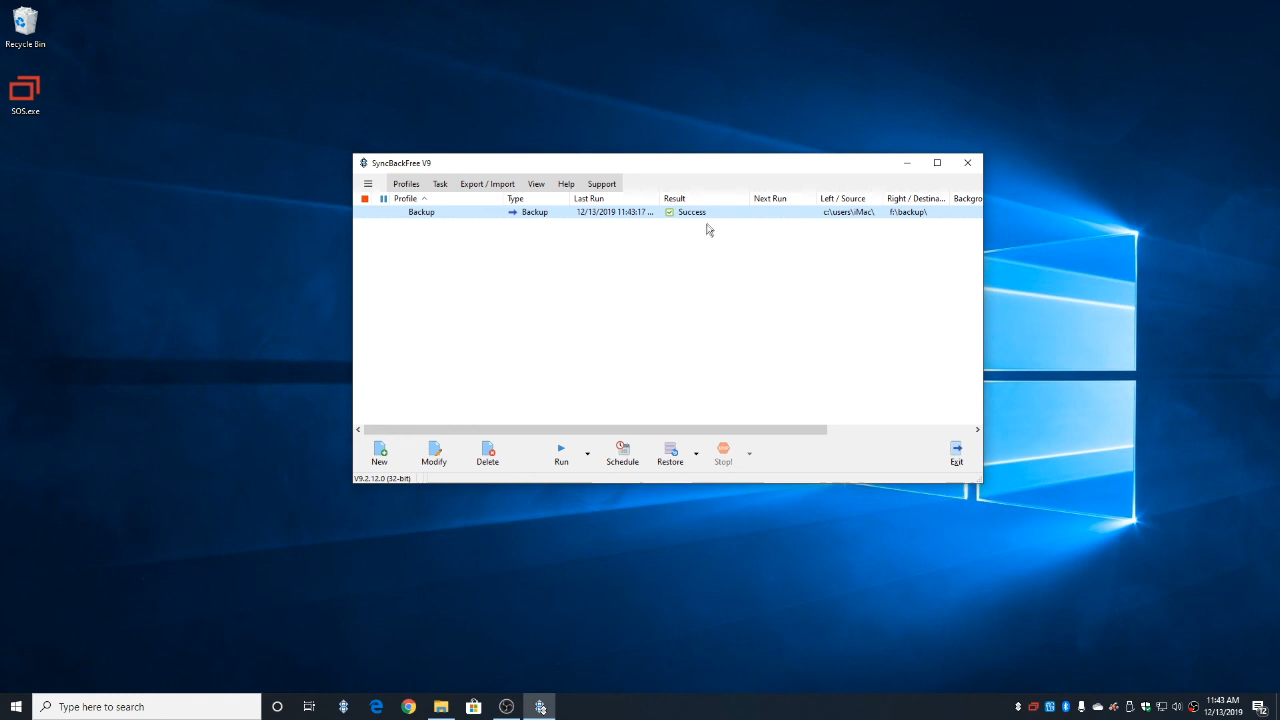 Recycle Bin
SOS.exe
SyncBackFree V9
Profiles Task Export / Import View Help Support
Profile Type Last Run Result Next Run Left / Source Right / Destina... Backgro
Backup Backup 12/13/2019 11:43:17 ... Success c:\users\iMac\ f:\backup\
New Modify Delete Run Schedule Restore Stop! Exit
V9.2.12.0 (32-bit)
Type here to search
11:43 AM
12/13/2019
12